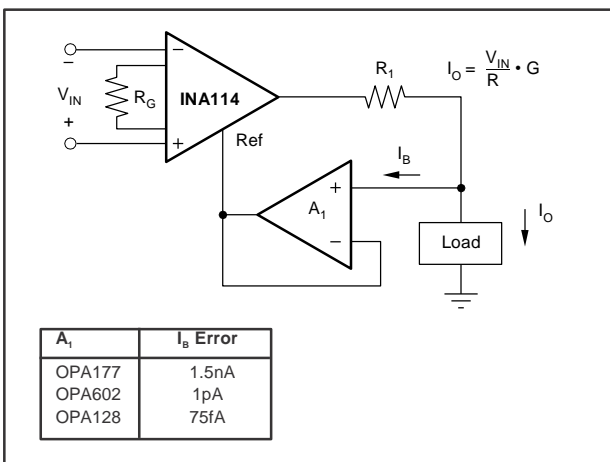 −
V_IN
+
R_G
−
INA114
+
Ref
R_1
I_O = V_IN / R • G
I_B
+
A_1
−
Load
I_O
A_1 I_B Error
OPA177 1.5nA
OPA602 1pA
OPA128 75fA